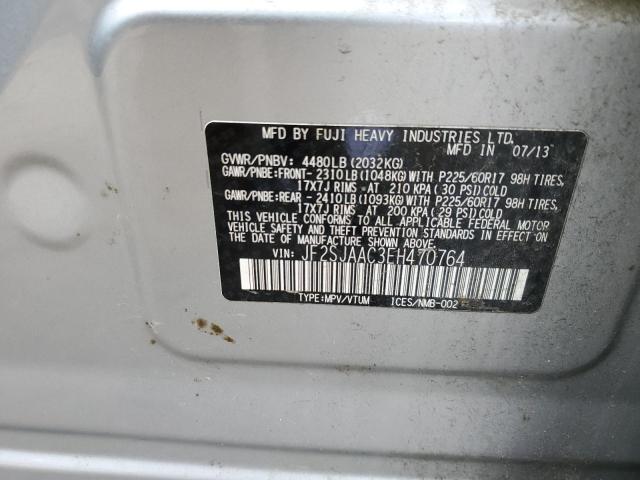 MFD BY FUJI HEAVY INDUSTRIES LTD.
MFD IN 07/13
GVWR/PNBV: 4480LB (2032KG)
GAWR/PNBE:FRONT- 2310LB(1048KG)WITH P225/60R17 98H TIRES,
17X7J RIMS AT 210 KPA(30 PSI)COLD
GAWR/PNBE:REAR - 2410LB(1093KG)WITH P225/60R17 98H TIRES,
17X7J RIMS AT 200 KPA(29 PSI)COLD
THIS VEHICLE CONFORMS TO ALL APPLICABLE FEDERAL MOTOR
VEHICLE SAFETY STANDARDS IN EFFECT ON THE DATE OF
MANUFACTURE SHOWN ABOVE.
VIN: JF2SJAAC3EH470764
TYPE:MPV/VTUM ICES/NMB-002